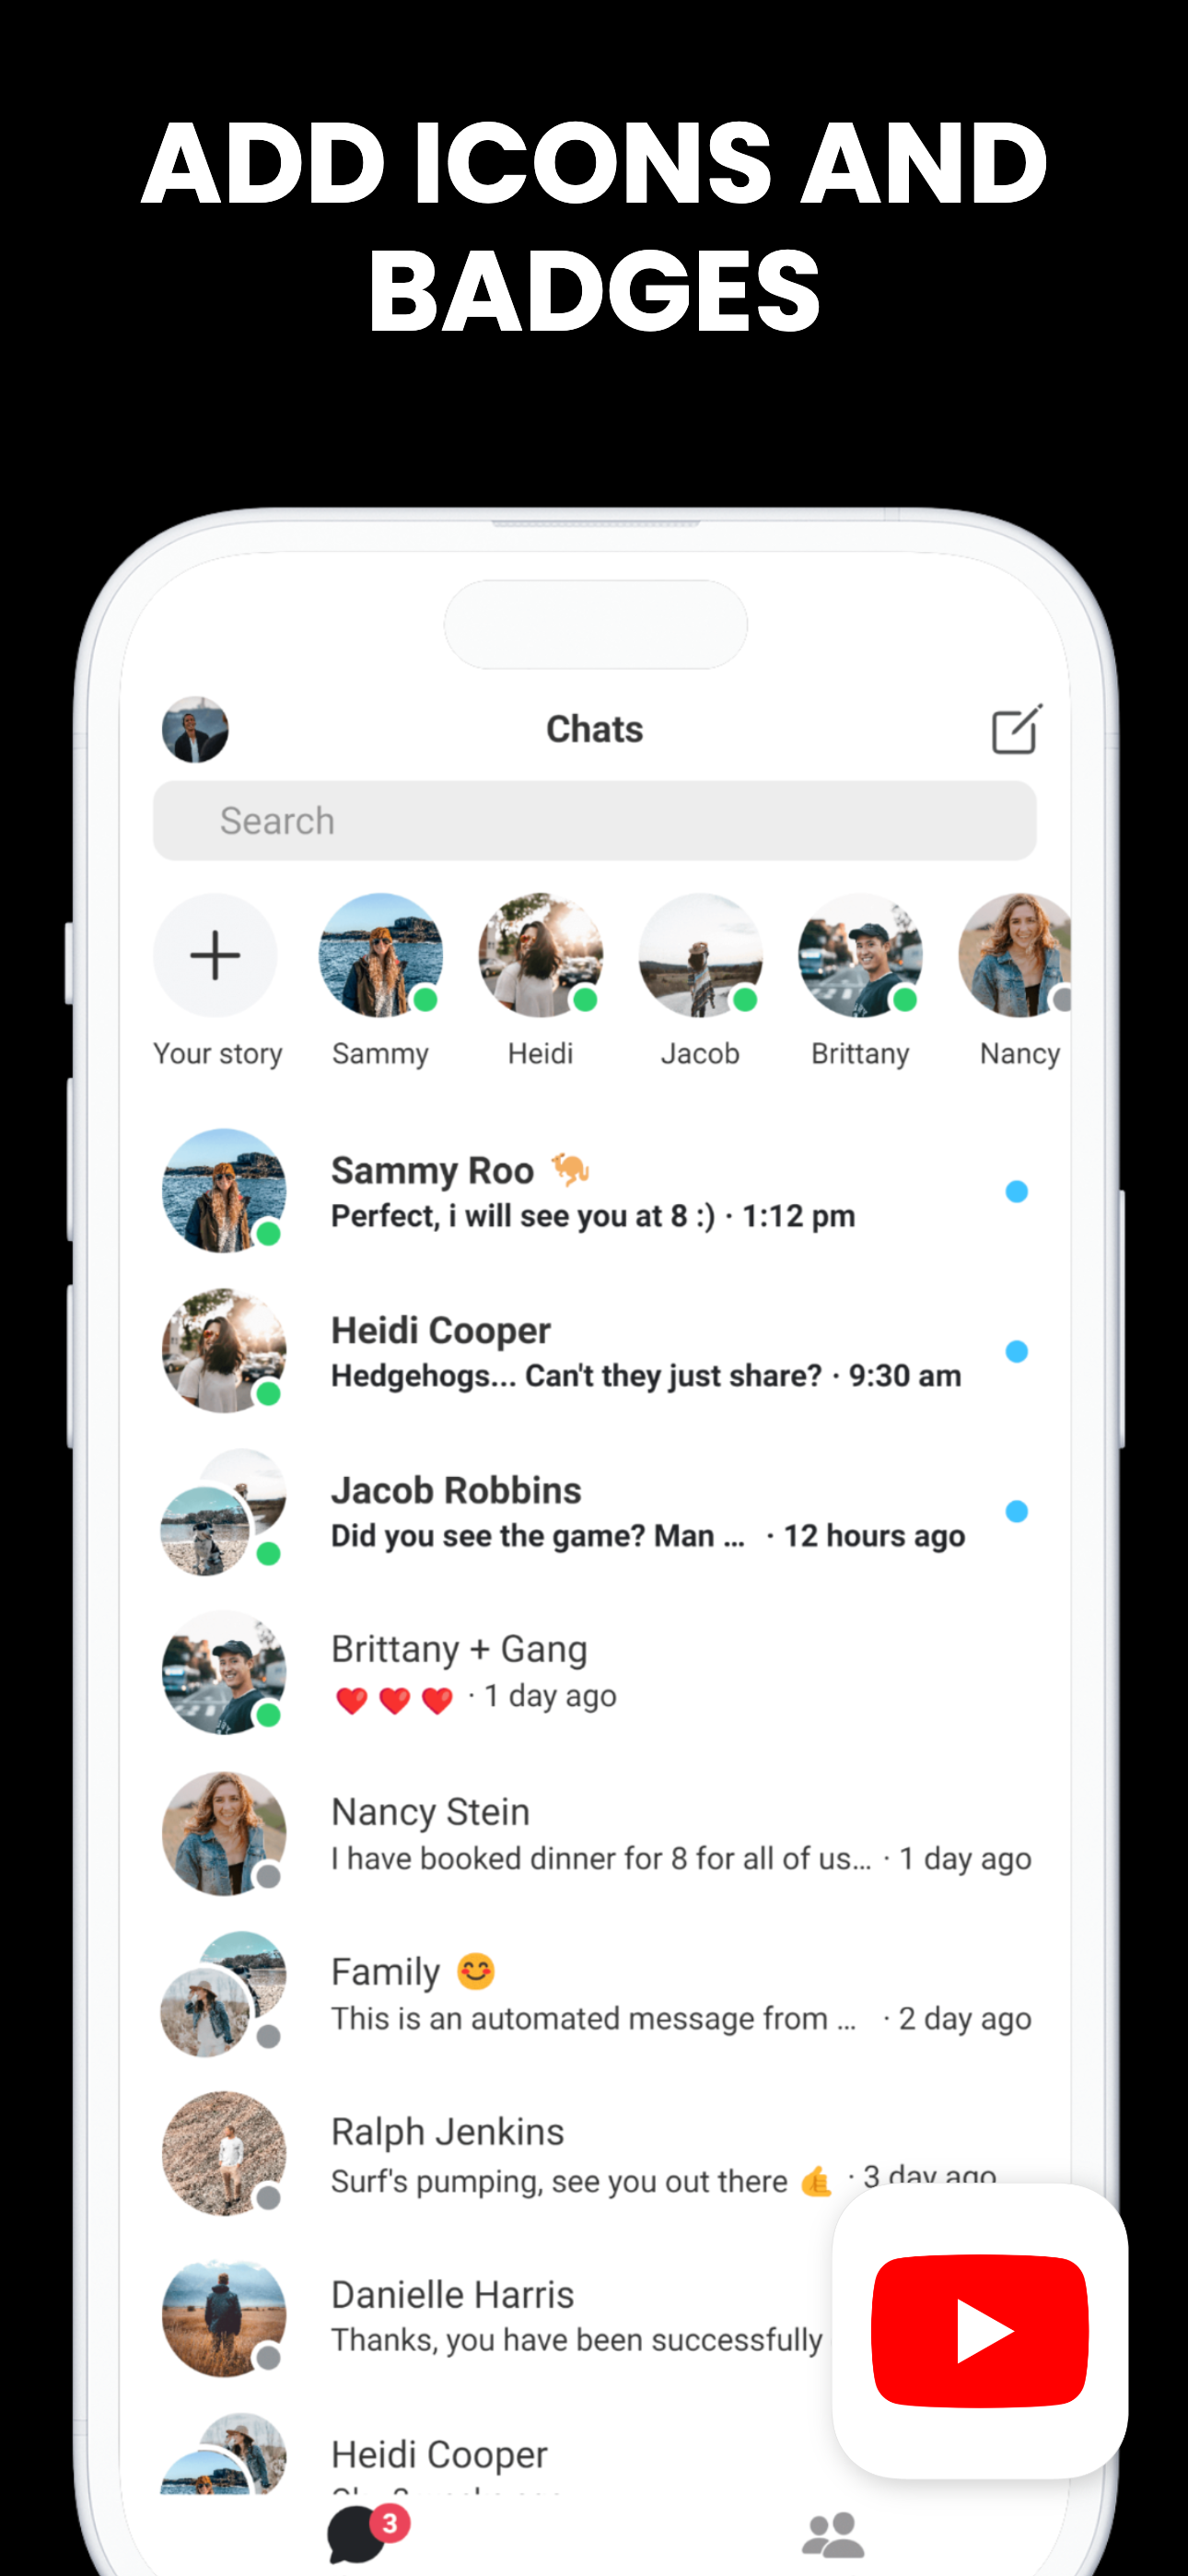 ADD ICONS AND
BADGES
Chats
Search
Your story
Sammy
Heidi
Jacob
Brittany
Nancy
Sammy Roo 🦘
Perfect, i will see you at 8 :) · 1:12 pm
Heidi Cooper
Hedgehogs... Can't they just share? · 9:30 am
Jacob Robbins
Did you see the game? Man ... · 12 hours ago
Brittany + Gang
❤️ ❤️ ❤️ · 1 day ago
Nancy Stein
I have booked dinner for 8 for all of us... · 1 day ago
Family 😊
This is an automated message from ... · 2 day ago
Ralph Jenkins
Surf's pumping, see you out there 👍 · 3 day ago
Danielle Harris
Thanks, you have been successfully
Heidi Cooper
3